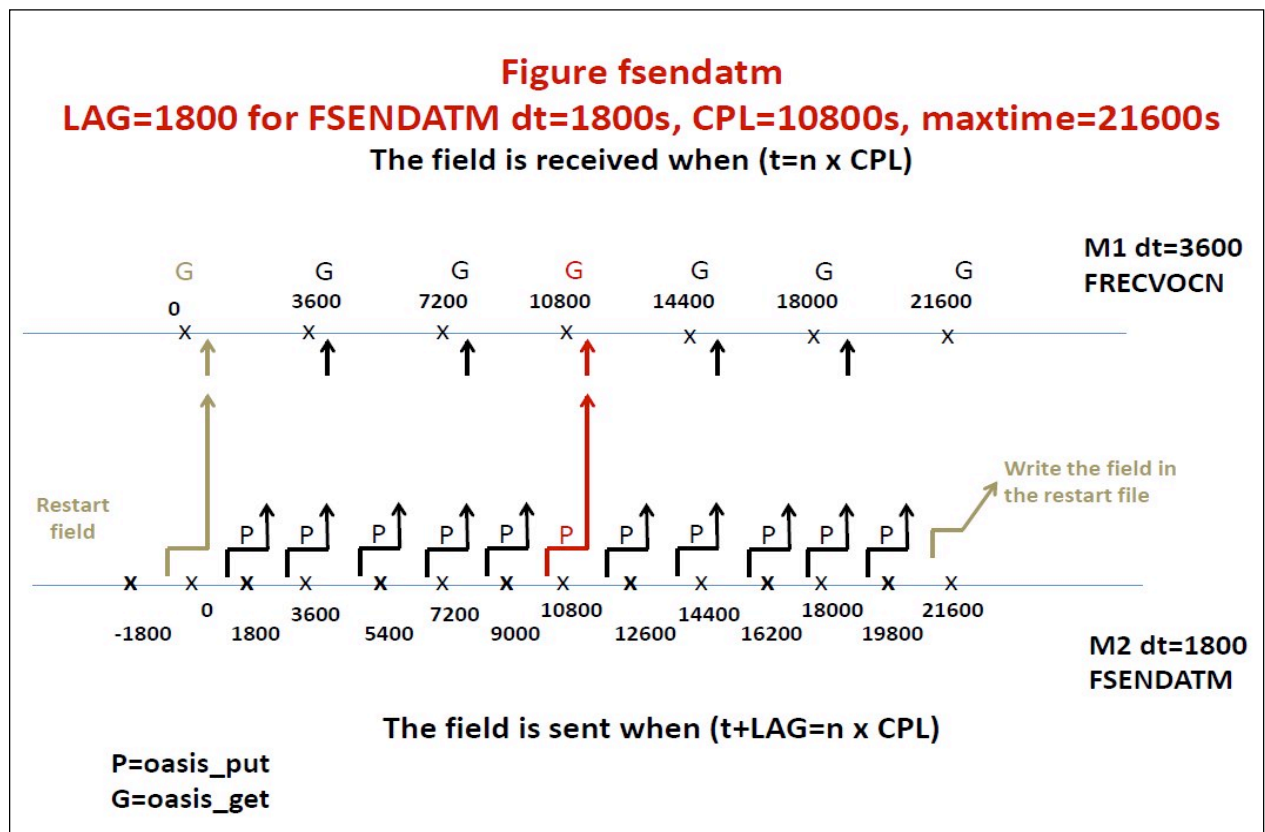 Figure fsendatm
LAG=1800 for FSENDATM dt=1800s, CPL=10800s, maxtime=21600s
The field is received when (t=n x CPL)
M1 dt=3600
FRECVOCN
G G G G G G G
0 3600 7200 10800 14400 18000 21600
x x x x x x x
Write the field in
the restart file
Restart
field
P P P P P P P P P P P
x x x x x x x x x x x x x x
0 3600 7200 10800 14400 18000 21600
-1800 1800 5400 9000 12600 16200 19800
M2 dt=1800
FSENDATM
The field is sent when (t+LAG=n x CPL)
P=oasis_put
G=oasis_get